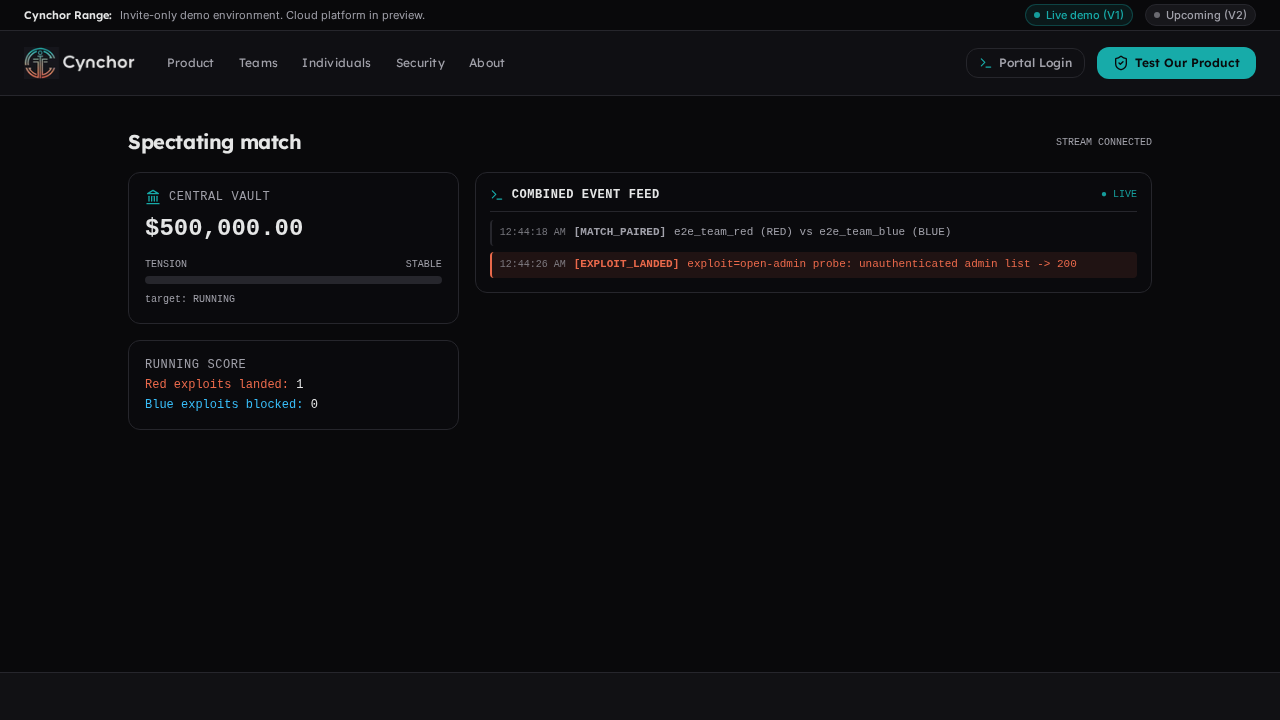 Cynchor Range: Invite-only demo environment. Cloud platform in preview.
Live demo (V1)
Upcoming (V2)
Cynchor
Product
Teams
Individuals
Security
About
Portal Login
Test Our Product
Spectating match
STREAM CONNECTED
CENTRAL VAULT
$500,000.00
TENSION
STABLE
target: RUNNING
RUNNING SCORE
Red exploits landed: 1
Blue exploits blocked: 0
COMBINED EVENT FEED
LIVE
12:44:18 AM [MATCH_PAIRED] e2e_team_red (RED) vs e2e_team_blue (BLUE)
12:44:26 AM [EXPLOIT_LANDED] exploit=open-admin probe: unauthenticated admin list -> 200